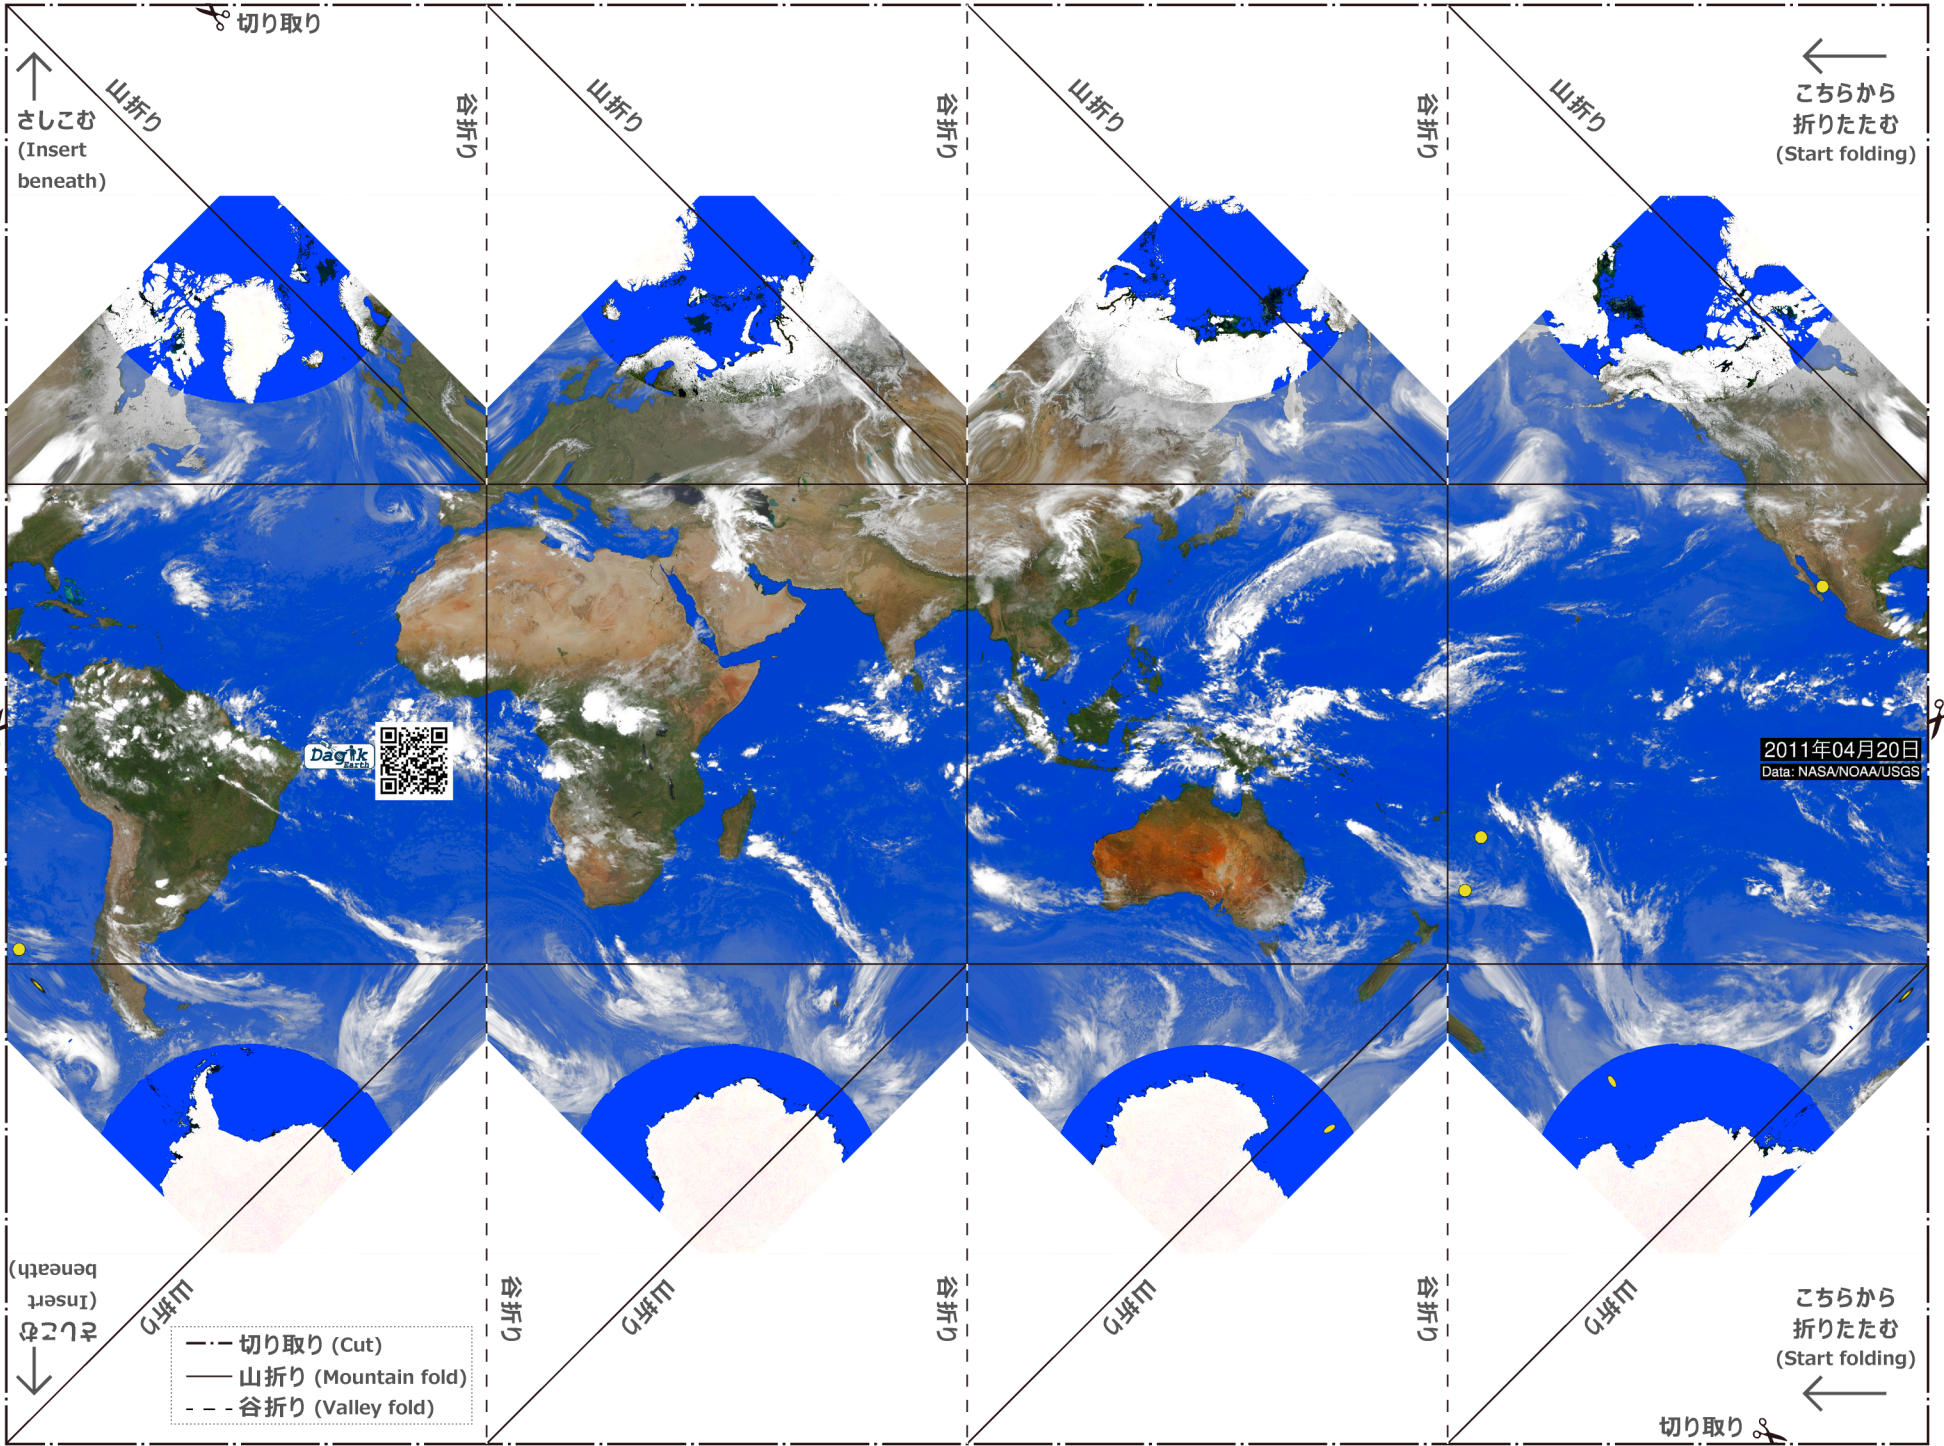 切り取り
さしこむ
(Insert
beneath)
山折り
谷折り
山折り
谷折り
山折り
谷折り
山折り
こちらから
折りたたむ
(Start folding)
Dagik
Earth
2011年04月20日
Data: NASA/NOAA/USGS
さしこむ
(Insert
beneath)
山折り
谷折り
山折り
谷折り
山折り
谷折り
山折り
こちらから
折りたたむ
(Start folding)
切り取り (Cut)
山折り (Mountain fold)
谷折り (Valley fold)
切り取り